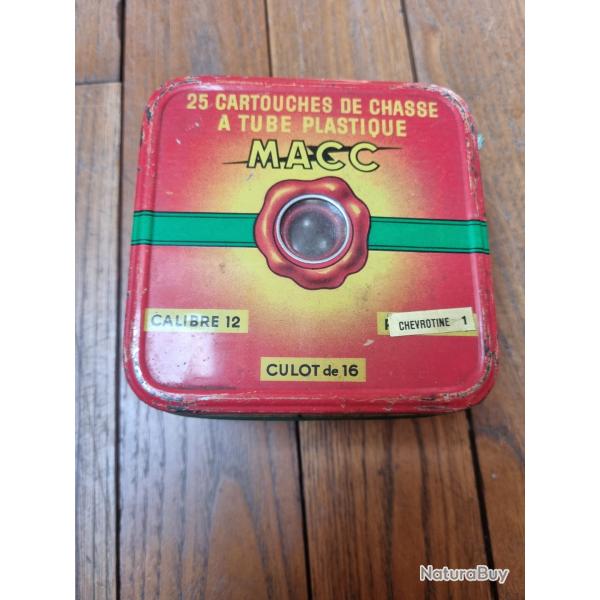 25 CARTOUCHES DE CHASSE
A TUBE PLASTIQUE
MACC
CALIBRE 12
CHEVROTINE 1
CULOT de 16
NaturaBuy